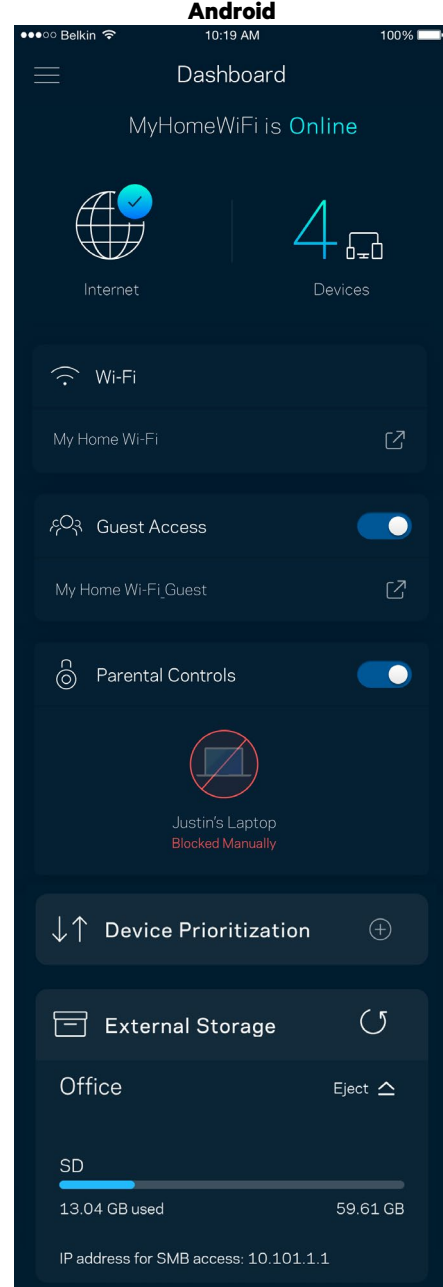 Android
Belkin 10:19 AM 100%
Dashboard
MyHomeWiFi is Online
4
Internet Devices
Wi-Fi
My Home Wi-Fi
Guest Access
My Home Wi-Fi_Guest
Parental Controls
Justin's Laptop
Blocked Manually
Device Prioritization
External Storage
Office Eject
SD
13.04 GB used 59.61 GB
IP address for SMB access: 10.101.1.1